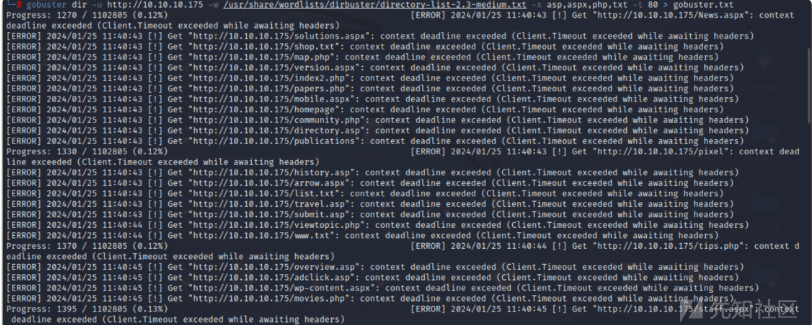 # gobuster dir -u http://10.10.10.175 -w /usr/share/wordlists/dirbuster/directory-list-2.3-medium.txt -x asp,aspx,php,txt -t 80 > gobuster.txt
Progress: 1270 / 1102805 (0.12%) [ERROR] 2024/01/25 11:40:43 [!] Get "http://10.10.10.175/News.aspx": context
deadline exceeded (Client.Timeout exceeded while awaiting headers)
[ERROR] 2024/01/25 11:40:43 [!] Get "http://10.10.10.175/solutions.aspx": context deadline exceeded (Client.Timeout exceeded while awaiting headers)
[ERROR] 2024/01/25 11:40:43 [!] Get "http://10.10.10.175/shop.txt": context deadline exceeded (Client.Timeout exceeded while awaiting headers)
[ERROR] 2024/01/25 11:40:43 [!] Get "http://10.10.10.175/map.php": context deadline exceeded (Client.Timeout exceeded while awaiting headers)
[ERROR] 2024/01/25 11:40:43 [!] Get "http://10.10.10.175/version.aspx": context deadline exceeded (Client.Timeout exceeded while awaiting headers)
[ERROR] 2024/01/25 11:40:43 [!] Get "http://10.10.10.175/index2.php": context deadline exceeded (Client.Timeout exceeded while awaiting headers)
[ERROR] 2024/01/25 11:40:43 [!] Get "http://10.10.10.175/papers.php": context deadline exceeded (Client.Timeout exceeded while awaiting headers)
[ERROR] 2024/01/25 11:40:43 [!] Get "http://10.10.10.175/mobile.aspx": context deadline exceeded (Client.Timeout exceeded while awaiting headers)
[ERROR] 2024/01/25 11:40:43 [!] Get "http://10.10.10.175/homepage": context deadline exceeded (Client.Timeout exceeded while awaiting headers)
[ERROR] 2024/01/25 11:40:43 [!] Get "http://10.10.10.175/community.php": context deadline exceeded (Client.Timeout exceeded while awaiting headers)
[ERROR] 2024/01/25 11:40:43 [!] Get "http://10.10.10.175/directory.asp": context deadline exceeded (Client.Timeout exceeded while awaiting headers)
[ERROR] 2024/01/25 11:40:43 [!] Get "http://10.10.10.175/publications": context deadline exceeded (Client.Timeout exceeded while awaiting headers)
Progress: 1330 / 1102805 (0.12%) [ERROR] 2024/01/25 11:40:43 [!] Get "http://10.10.10.175/pixel": context dead
line exceeded (Client.Timeout exceeded while awaiting headers)
[ERROR] 2024/01/25 11:40:43 [!] Get "http://10.10.10.175/history.asp": context deadline exceeded (Client.Timeout exceeded while awaiting headers)
[ERROR] 2024/01/25 11:40:43 [!] Get "http://10.10.10.175/arrow.aspx": context deadline exceeded (Client.Timeout exceeded while awaiting headers)
[ERROR] 2024/01/25 11:40:43 [!] Get "http://10.10.10.175/list.txt": context deadline exceeded (Client.Timeout exceeded while awaiting headers)
[ERROR] 2024/01/25 11:40:43 [!] Get "http://10.10.10.175/travel.asp": context deadline exceeded (Client.Timeout exceeded while awaiting headers)
[ERROR] 2024/01/25 11:40:43 [!] Get "http://10.10.10.175/submit.asp": context deadline exceeded (Client.Timeout exceeded while awaiting headers)
[ERROR] 2024/01/25 11:40:44 [!] Get "http://10.10.10.175/viewtopic.php": context deadline exceeded (Client.Timeout exceeded while awaiting headers)
[ERROR] 2024/01/25 11:40:44 [!] Get "http://10.10.10.175/www.txt": context deadline exceeded (Client.Timeout exceeded while awaiting headers)
Progress: 1370 / 1102805 (0.12%) [ERROR] 2024/01/25 11:40:44 [!] Get "http://10.10.10.175/tips.php": context d
eadline exceeded (Client.Timeout exceeded while awaiting headers)
[ERROR] 2024/01/25 11:40:45 [!] Get "http://10.10.10.175/overview.asp": context deadline exceeded (Client.Timeout exceeded while awaiting headers)
[ERROR] 2024/01/25 11:40:45 [!] Get "http://10.10.10.175/adclick.asp": context deadline exceeded (Client.Timeout exceeded while awaiting headers)
[ERROR] 2024/01/25 11:40:45 [!] Get "http://10.10.10.175/wp-content.aspx": context deadline exceeded (Client.Timeout exceeded while awaiting headers)
[ERROR] 2024/01/25 11:40:45 [!] Get "http://10.10.10.175/movies.php": context deadline exceeded (Client.Timeout exceeded while awaiting headers)
Progress: 1395 / 1102805 (0.13%) [ERROR] 2024/01/25 11:40:45 [!] Get "http://10.10.10.175/staff.aspx": context
deadline exceeded (Client.Timeout exceeded while awaiting headers)
先知社区